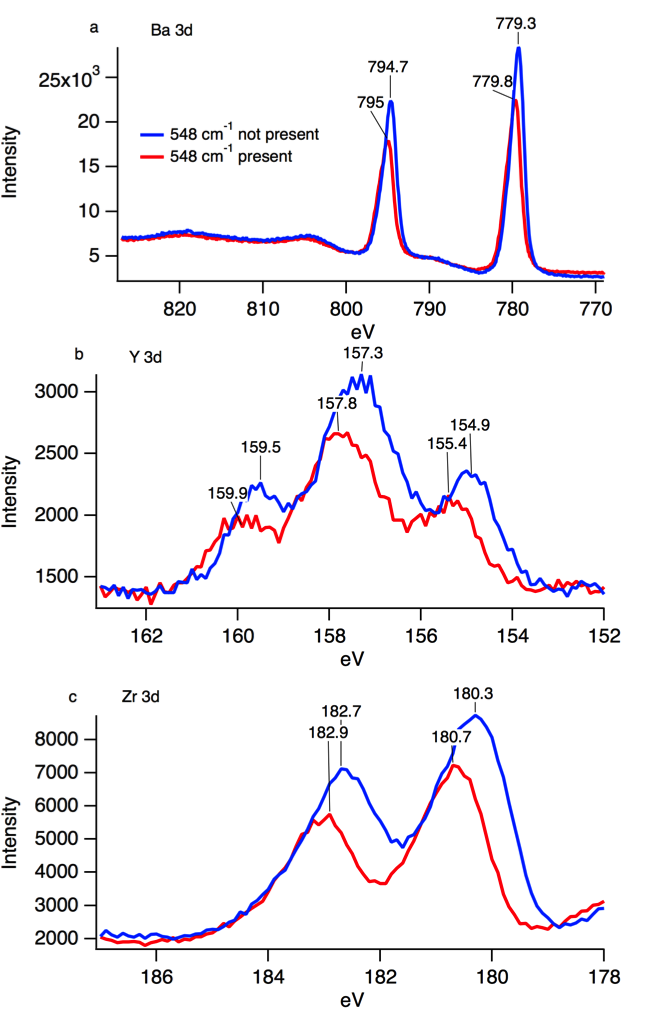 a Ba 3d
779.3
794.7
779.8
795
25x10³
20
15
10
5
Intensity
548 cm⁻¹ not present
548 cm⁻¹ present
820 810 800 790 780 770
eV
b Y 3d
157.3
157.8
154.9
155.4
159.5
159.9
3000
2500
2000
1500
Intensity
162 160 158 156 154 152
eV
c Zr 3d
180.3
182.7
182.9
180.7
8000
7000
6000
5000
4000
3000
2000
Intensity
186 184 182 180 178
eV